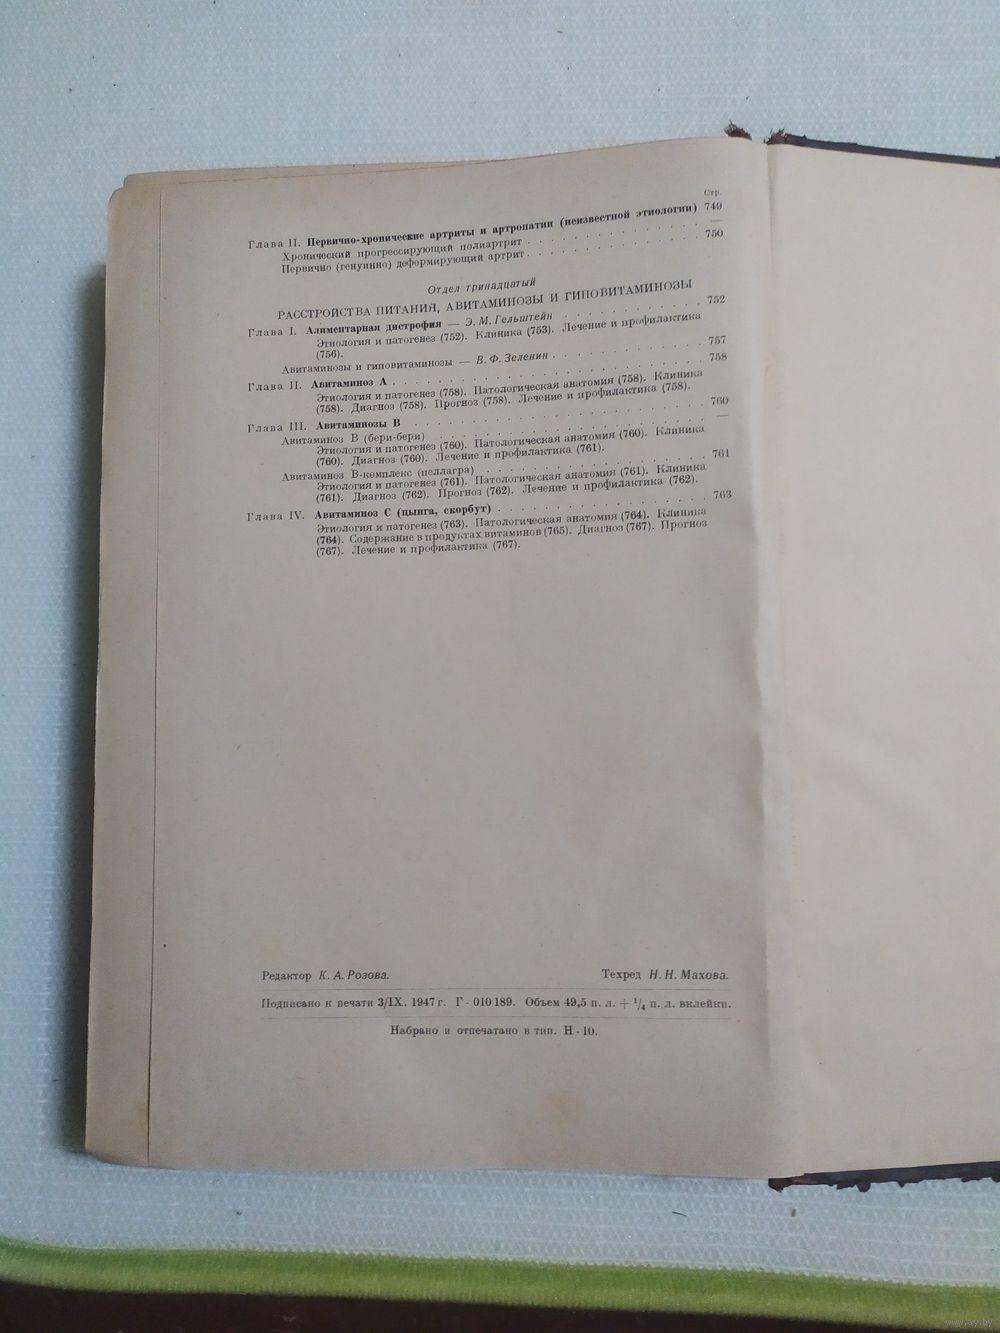 Стр.
Глава II. Первично-хронические артриты и артропатии (неизвестной этиологии) 749
Хронический прогрессирующий полиартрит . . . . . . . . . . . . . . —
Первично (генуинно) деформирующий артрит . . . . . . . . . . . . . . 750
Отдел тринадцатый
РАССТРОЙСТВА ПИТАНИЯ, АВИТАМИНОЗЫ И ГИПОВИТАМИНОЗЫ
Глава I. Алиментарная дистрофия — Э. М. Гельштейн . . . . . . . . . . . 752
Этиология и патогенез (752). Клиника (753). Лечение и профилактика
(756).
Авитаминозы и гиповитаминозы — В. Ф. Зеленин . . . . . . . . . . . . 757
Глава II. Авитаминоз А . . . . . . . . . . . . . . . . . . . . . . . 758
Этиология и патогенез (758). Патологическая анатомия (758). Клиника
(758). Диагноз (758). Прогноз (758). Лечение и профилактика (758).
Глава III. Авитаминозы В . . . . . . . . . . . . . . . . . . . . . . 760
Авитаминоз В (бери-бери) . . . . . . . . . . . . . . . . . . . . . —
Этиология и патогенез (760). Патологическая анатомия (760). Клиника
(760). Диагноз (760). Лечение и профилактика (761).
Авитаминоз В-комплекс (пеллагра) . . . . . . . . . . . . . . . . . . 761
Этиология и патогенез (761). Патологическая анатомия (761). Клиника
(761). Диагноз (762). Прогноз (762). Лечение и профилактика (762).
Глава IV. Авитаминоз С (цынга, скорбут) . . . . . . . . . . . . . . . . 763
Этиология и патогенез (763). Патологическая анатомия (764). Клиника
(764). Содержание в продуктах витаминов (765). Диагноз (767). Прогноз
(767). Лечение и профилактика (767).
Редактор К. А. Розова. Техред Н. Н. Махова.
Подписано к печати 3/IX. 1947 г. Г - 010189. Объем 49,5 п. л. + 1/4 п. л. вклейки.
Набрано и отпечатано в тип. Н - 10.
www.ay.by